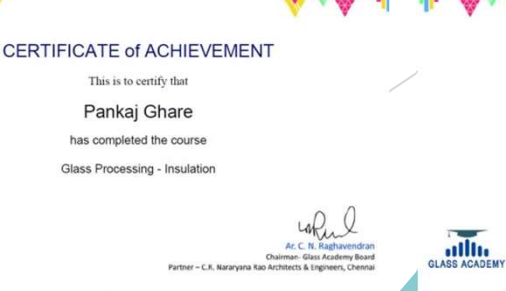 CERTIFICATE of ACHIEVEMENT
This is to certify that
Pankaj Ghare
has completed the course
Glass Processing - Insulation
Ar. C. N. Raghavendran
Chairman- Glass Academy Board
Partner – C.R. Nararyana Rao Architects & Engineers, Chennai
GLASS ACADEMY